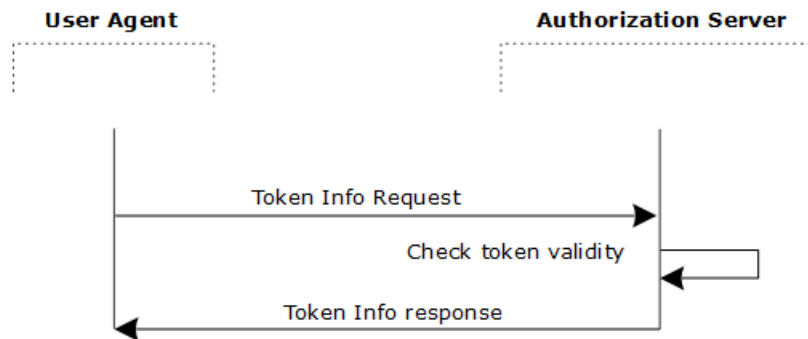 User Agent
Authorization Server
Token Info Request
Check token validity
Token Info response